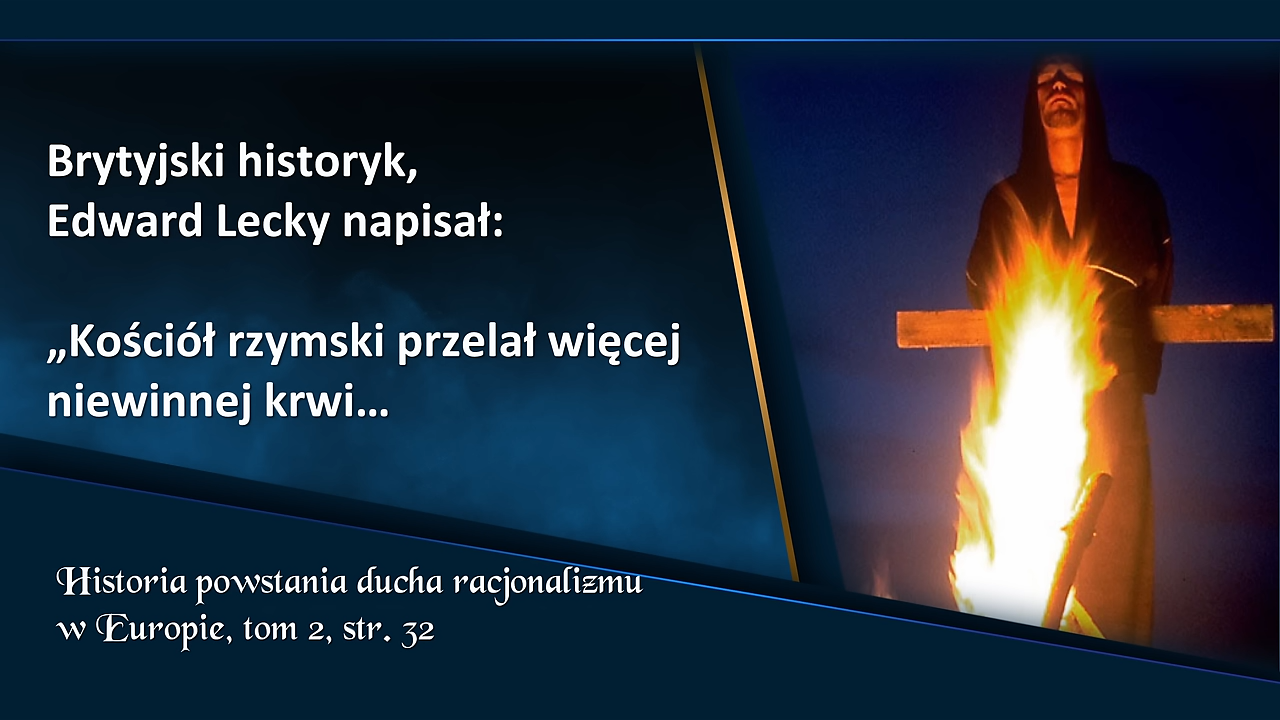 Brytyjski historyk,
Edward Lecky napisał:
„Kościół rzymski przelał więcej
niewinnej krwi…
Historia powstania ducha racjonalizmu
w Europie, tom 2, str. 32